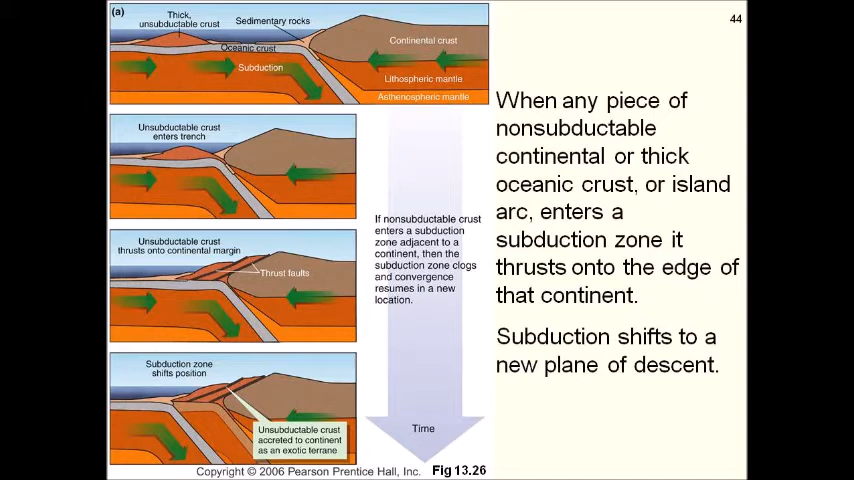 (a)
Thick,
unsubductable crust
Sedimentary rocks
Oceanic crust
Continental crust
Subduction
Lithospheric mantle
Asthenospheric mantle
Unsubductable crust
enters trench
Unsubductable crust
thrusts onto continental margin
Thrust faults
Subduction zone
shifts position
Unsubductable crust
accreted to continent
as an exotic terrane
If nonsubductable crust
enters a subduction
zone adjacent to a
continent, then the
subduction zone clogs
and convergence
resumes in a new
location.
Time
Copyright © 2006 Pearson Prentice Hall, Inc.
Fig 13.26
44
When any piece of
nonsubductable
continental or thick
oceanic crust, or island
arc, enters a
subduction zone it
thrusts onto the edge of
that continent.
Subduction shifts to a
new plane of descent.